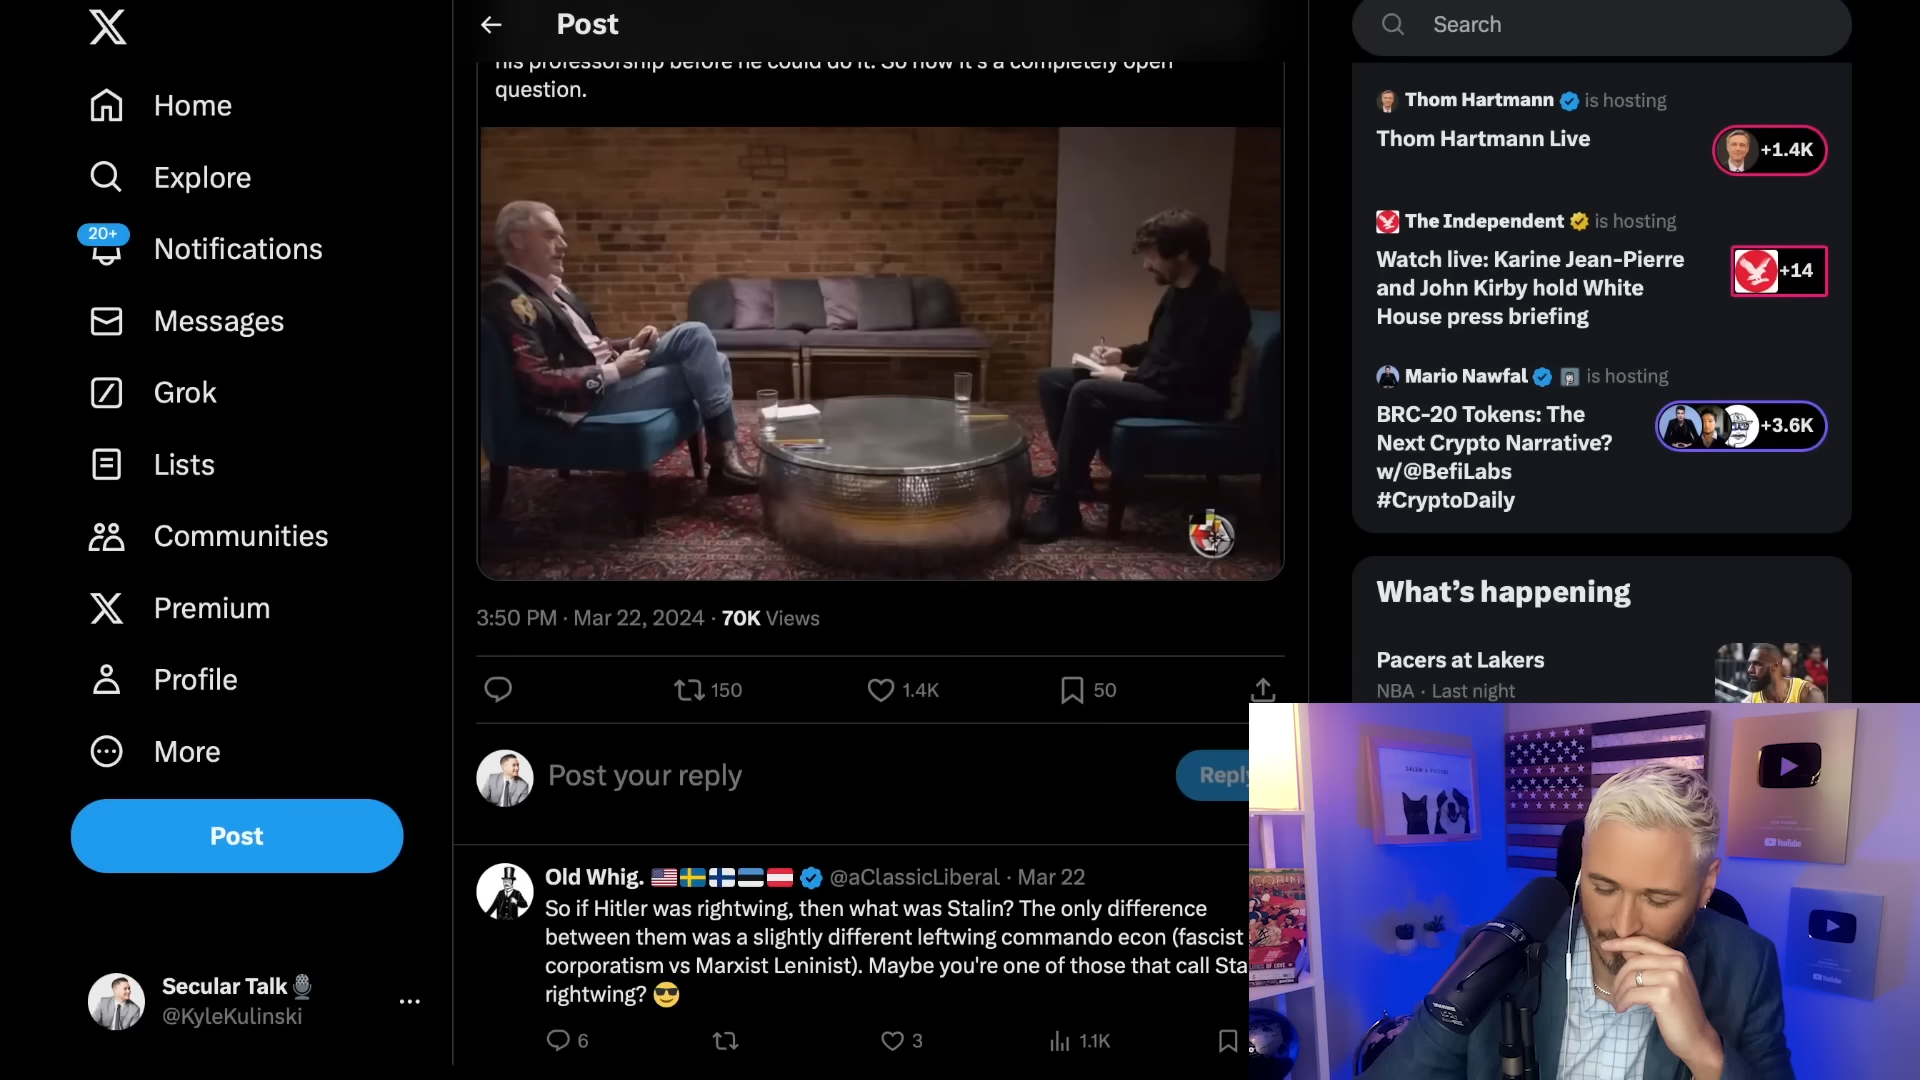 Home
Explore
20+
Notifications
Messages
Grok
Lists
Communities
Premium
Profile
More
Post
Secular Talk
@KyleKulinski
Post
his professorship before he could do it. So now it's a completely open
question.
3:50 PM · Mar 22, 2024 · 70K Views
150
1.4K
50
Post your reply
Reply
Old Whig. @aClassicLiberal · Mar 22
So if Hitler was rightwing, then what was Stalin? The only difference
between them was a slightly different leftwing commando econ (fascist
corporatism vs Marxist Leninist). Maybe you're one of those that call Sta
rightwing? 😎
6
3
1.1K
Search
Thom Hartmann is hosting
Thom Hartmann Live
+1.4K
The Independent is hosting
Watch live: Karine Jean-Pierre
and John Kirby hold White
House press briefing
+14
Mario Nawfal is hosting
BRC-20 Tokens: The
Next Crypto Narrative?
w/@BefiLabs
#CryptoDaily
+3.6K
What's happening
Pacers at Lakers
NBA · Last night
YouTube
YouTube